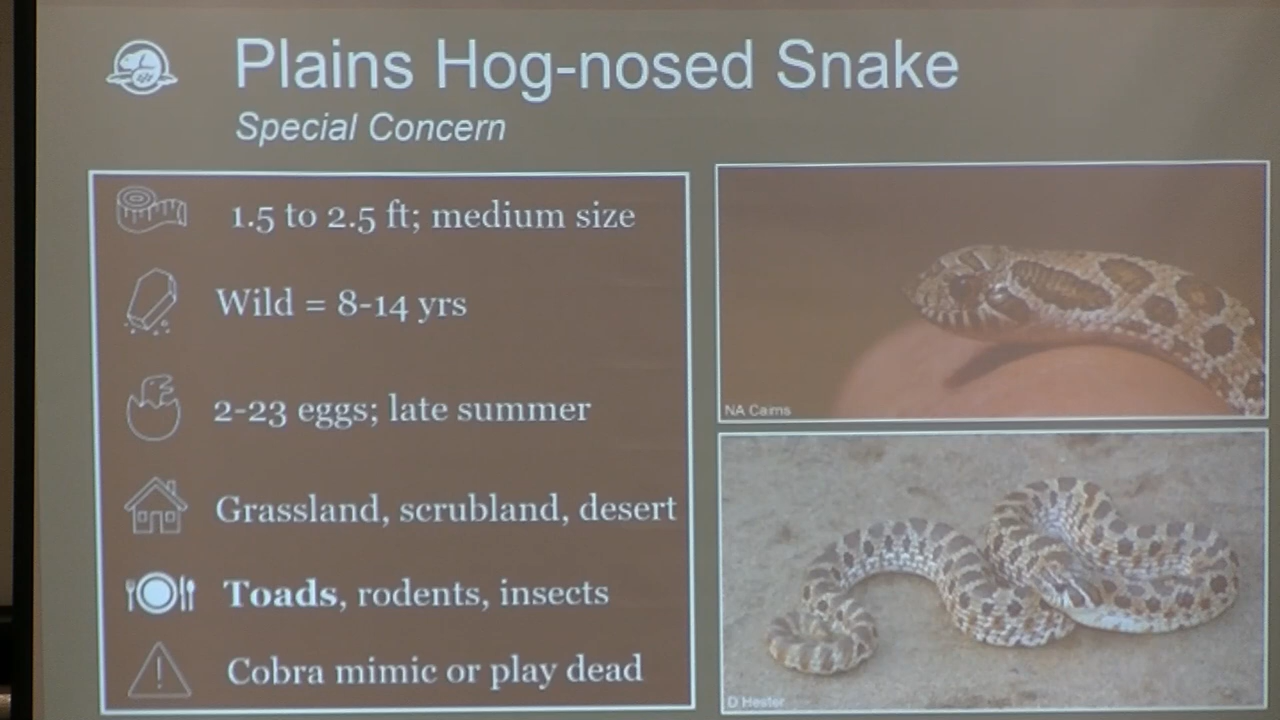 Plains Hog-nosed Snake
Special Concern
1.5 to 2.5 ft; medium size
Wild = 8-14 yrs
2-23 eggs; late summer
Grassland, scrubland, desert
Toads, rodents, insects
Cobra mimic or play dead
NA Cairns
D Hester